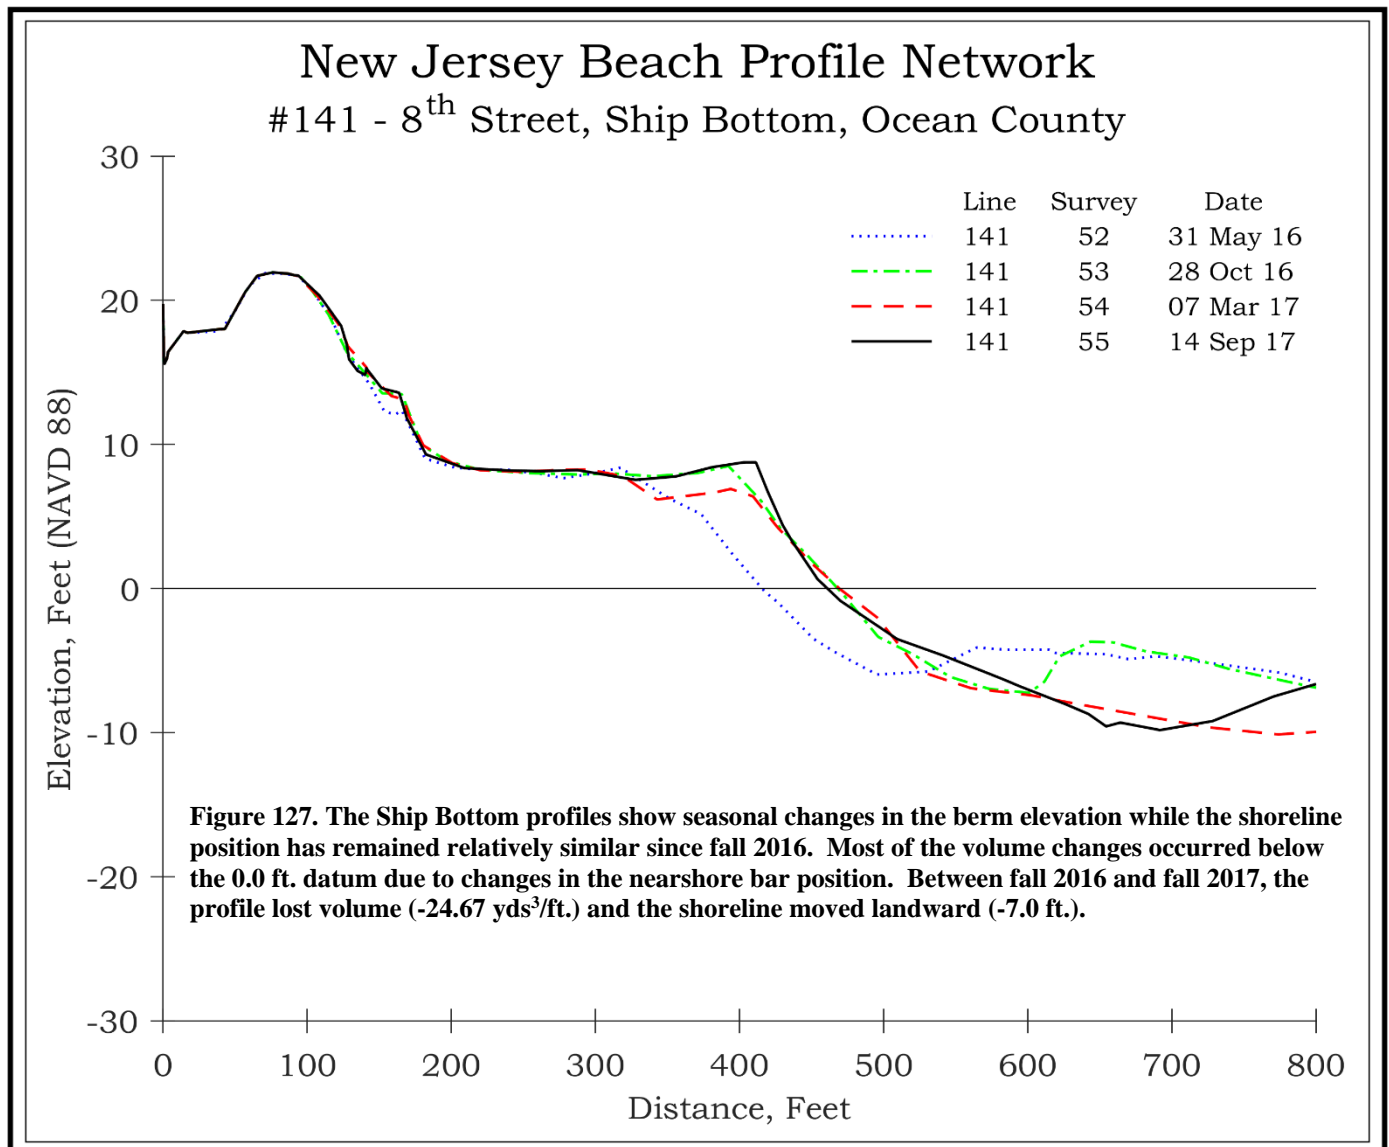 New Jersey Beach Profile Network
#141 - 8th Street, Ship Bottom, Ocean County
Line Survey Date
141 52 31 May 16
141 53 28 Oct 16
141 54 07 Mar 17
141 55 14 Sep 17
30
20
10
0
-10
-20
-30
Elevation, Feet (NAVD 88)
Figure 127. The Ship Bottom profiles show seasonal changes in the berm elevation while the shoreline
position has remained relatively similar since fall 2016. Most of the volume changes occurred below
the 0.0 ft. datum due to changes in the nearshore bar position. Between fall 2016 and fall 2017, the
profile lost volume (-24.67 yds³/ft.) and the shoreline moved landward (-7.0 ft.).
0 100 200 300 400 500 600 700 800
Distance, Feet